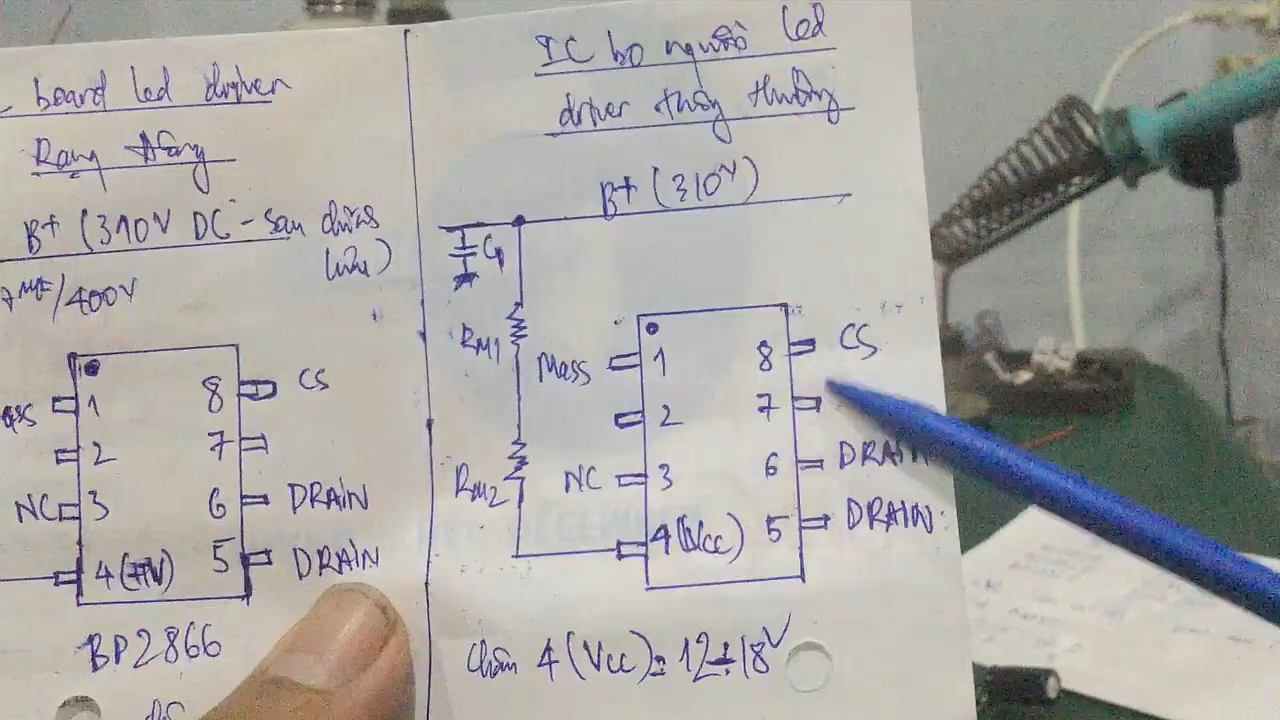 board led driver
Rạng Đông
B+ (310V DC - sau chỉnh
lưu)
/400V
1
2
NC 3
4(HV)
8 CS
7
6 DRAIN
5 DRAIN
BP2866
IC bo nguồn led
driver thông thường
B+ (310V)
C1
RM1
RM2
Mass 1
2
NC 3
4(Vcc)
8 CS
7
6 DRAIN
5 DRAIN
Chân 4 (Vcc) = 12÷18V